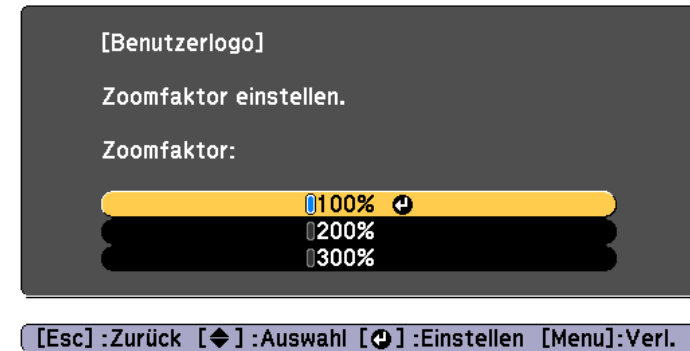 [Benutzerlogo]
Zoomfaktor einstellen.
Zoomfaktor:
100%
200%
300%
[Esc] :Zurück [] :Auswahl [] :Einstellen [Menu]:Verl.